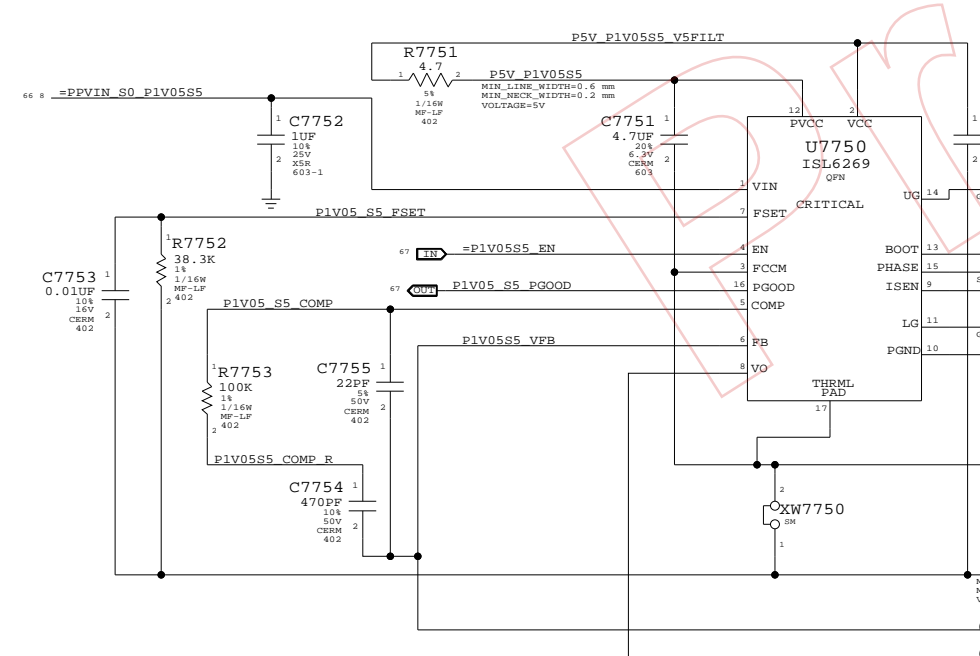 P5V_P1V05S5_V5FILT
R7751
4.7
1
2
5%
1/16W
MF-LF
402
P5V_P1V05S5
MIN_LINE_WIDTH=0.6 mm
MIN_NECK_WIDTH=0.2 mm
VOLTAGE=5V
66 8
=PPVIN_S0_P1V05S5
1
C7752
1UF
10%
25V
X5R
603-1
2
C7751
4.7UF
20%
6.3V
CERM
603
1
2
12
PVCC
2
VCC
U7750
ISL6269
QFN
CRITICAL
1
VIN
7
FSET
4
EN
3
FCCM
16
PGOOD
5
COMP
6
FB
8
VO
UG
14
BOOT
13
PHASE
15
ISEN
9
LG
11
PGND
10
THRML
PAD
17
1
2
P1V05_S5_FSET
1
R7752
38.3K
1%
1/16W
MF-LF
402
2
C7753
0.01UF
10%
16V
CERM
402
1
2
67
IN
=P1V05S5_EN
67
OUT
P1V05_S5_PGOOD
P1V05_S5_COMP
P1V05S5_VFB
1
R7753
100K
1%
1/16W
MF-LF
402
2
C7755
22PF
5%
50V
CERM
402
1
2
P1V05S5_COMP_R
C7754
470PF
10%
50V
CERM
402
1
2
2
XW7750
SM
1
Pr